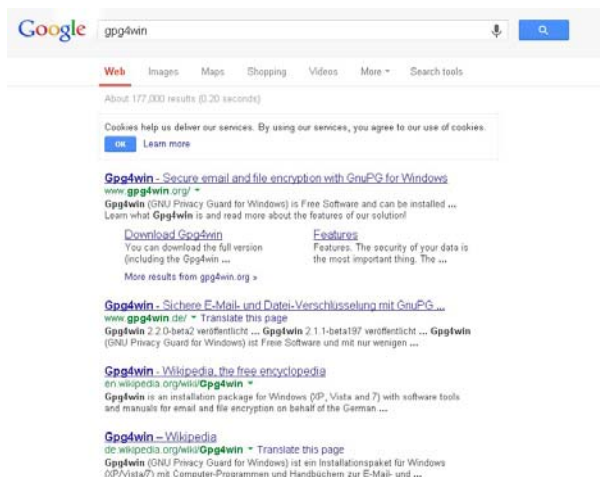 Google gpg4win
Web Images Maps Shopping Videos More Search tools
About 177,000 results (0.20 seconds)
Cookies help us deliver our services. By using our services, you agree to our use of cookies.
OK Learn more
Gpg4win - Secure email and file encryption with GnuPG for Windows
www.gpg4win.org/
Gpg4win (GNU Privacy Guard for Windows) is Free Software and can be installed ...
Learn what Gpg4win is and read more about the features of our solution!
Download Gpg4win Features
You can download the full version Features. The security of your data is
(including the Gpg4win ... the most important thing. The ...
More results from gpg4win.org »
Gpg4win - Sichere E-Mail- und Datei-Verschlüsselung mit GnuPG ...
www.gpg4win.de/ Translate this page
Gpg4win 2.2.0-beta2 veröffentlicht ... Gpg4win 2.1.1-beta197 veröffentlicht ... Gpg4win
(GNU Privacy Guard for Windows) ist Free Software und mit nur wenigen ...
Gpg4win - Wikipedia, the free encyclopedia
en.wikipedia.org/wiki/Gpg4win
Gpg4win is an installation package for Windows (XP, Vista and 7) with software tools
and manuals for email and file encryption on behalf of the German ...
Gpg4win – Wikipedia
de.wikipedia.org/wiki/Gpg4win Translate this page
Gpg4win (GNU Privacy Guard for Windows) ist ein Installationspaket für Windows
(XP/Vista/7) mit Computer-Programmen und Handbüchern zur E-Mail- und ...